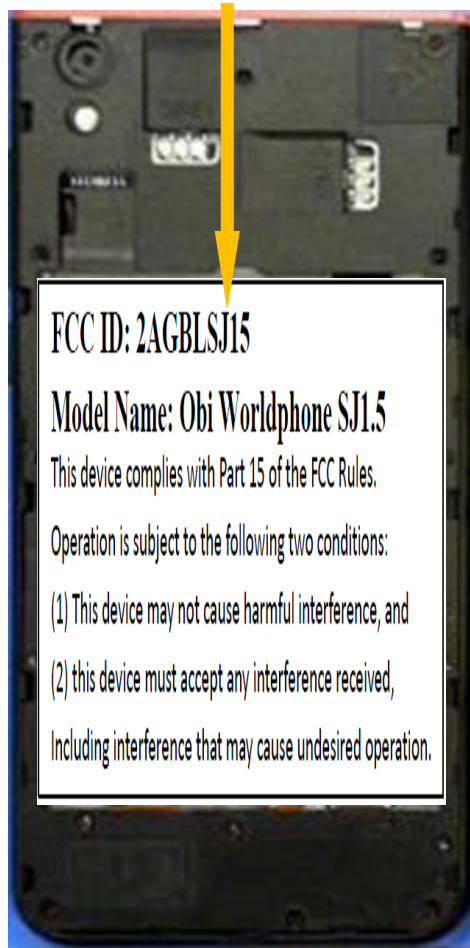 FCC ID: 2AGBLSJ15
Model Name: Obi Worldphone SJ1.5
This device complies with Part 15 of the FCC Rules.
Operation is subject to the following two conditions:
(1) This device may not cause harmful interference, and
(2) this device must accept any interference received,
Including interference that may cause undesired operation.